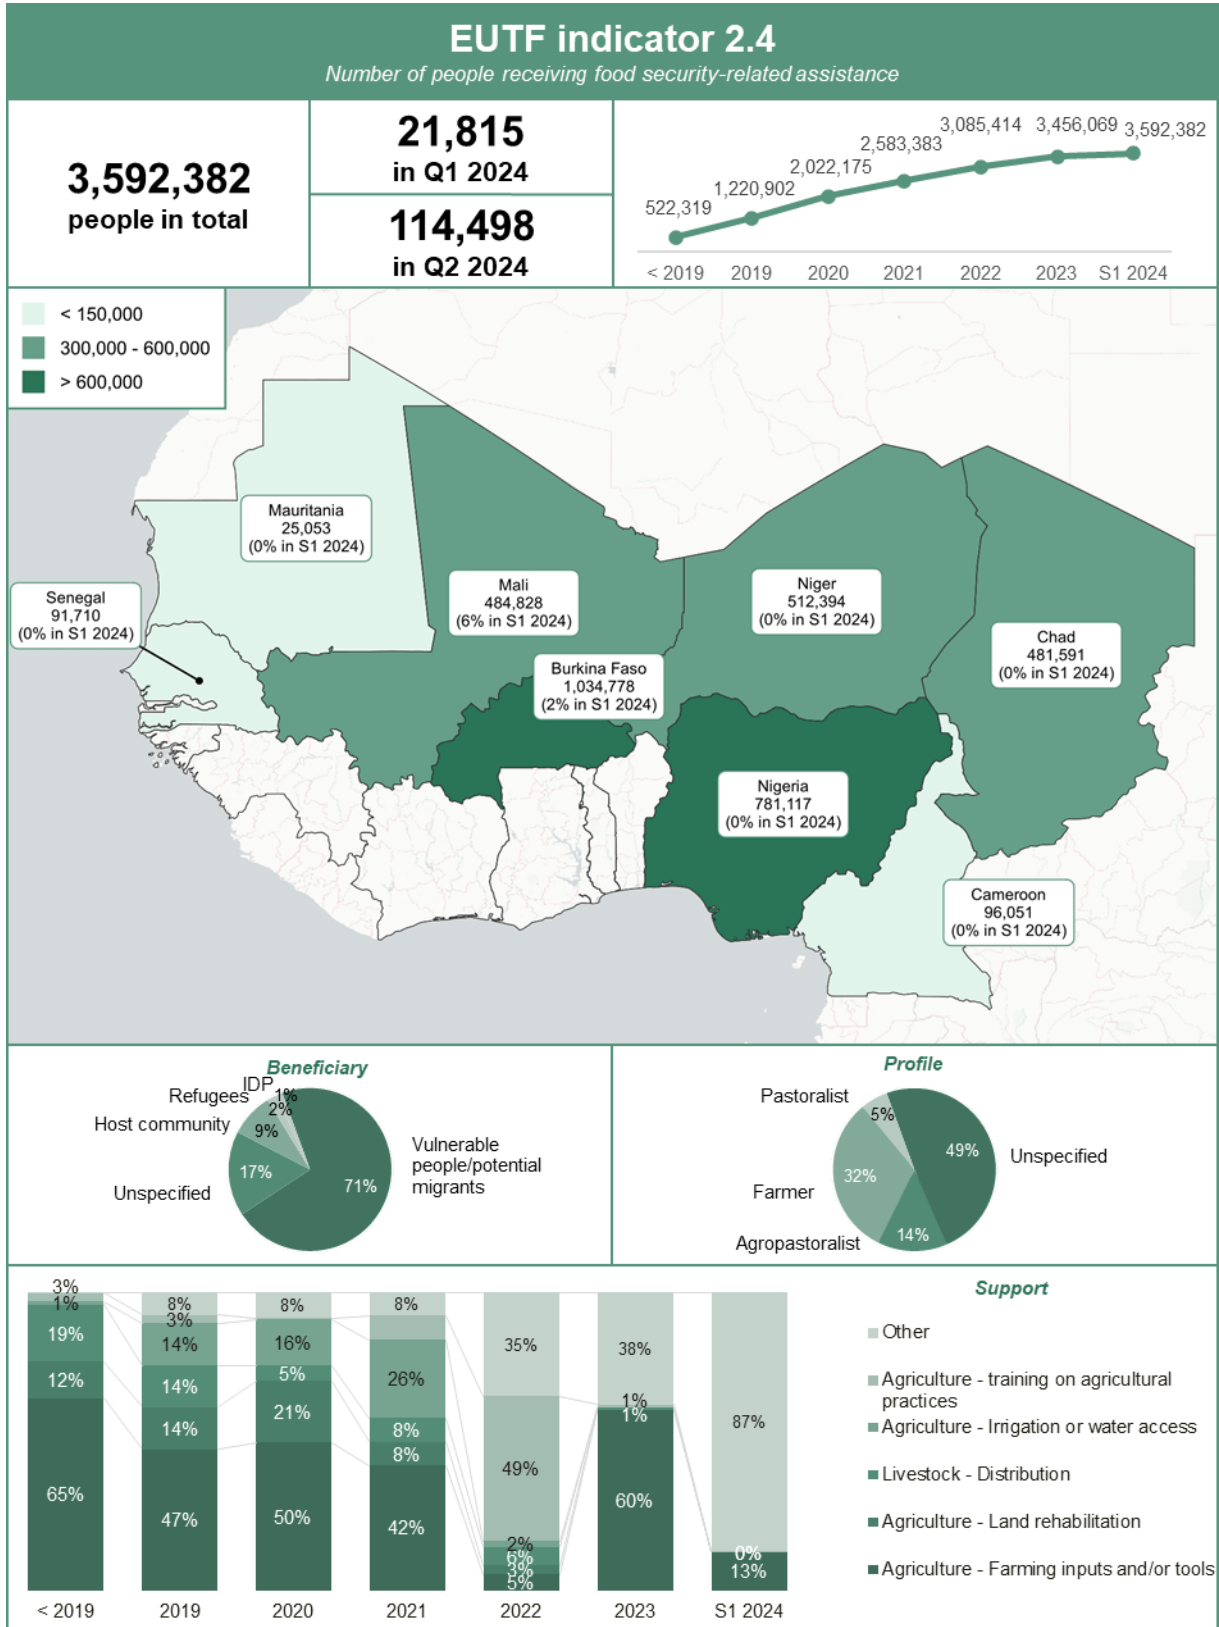 EUTF indicator 2.4
Number of people receiving food security-related assistance
3,592,382
people in total
21,815
in Q1 2024
114,498
in Q2 2024
522,319
1,220,902
2,022,175
2,583,383
3,085,414
3,456,069
3,592,382
< 2019
2019
2020
2021
2022
2023
S1 2024
< 150,000
300,000 - 600,000
> 600,000
Mauritania
25,053
(0% in S1 2024)
Senegal
91,710
(0% in S1 2024)
Mali
484,828
(6% in S1 2024)
Niger
512,394
(0% in S1 2024)
Chad
481,591
(0% in S1 2024)
Burkina Faso
1,034,778
(2% in S1 2024)
Nigeria
781,117
(0% in S1 2024)
Cameroon
96,051
(0% in S1 2024)
Beneficiary
IDP
1%
Refugees
2%
Host community
9%
Unspecified
17%
Vulnerable
people/potential
migrants
71%
Profile
Pastoralist
5%
Unspecified
49%
Farmer
32%
Agropastoralist
14%
3%
1%
19%
12%
65%
8%
3%
14%
14%
14%
47%
8%
16%
5%
21%
50%
8%
26%
8%
8%
42%
35%
49%
2%
6%
3%
5%
38%
1%
1%
60%
87%
0%
13%
< 2019
2019
2020
2021
2022
2023
S1 2024
Support
Other
Agriculture - training on agricultural
practices
Agriculture - Irrigation or water access
Livestock - Distribution
Agriculture - Land rehabilitation
Agriculture - Farming inputs and/or tools